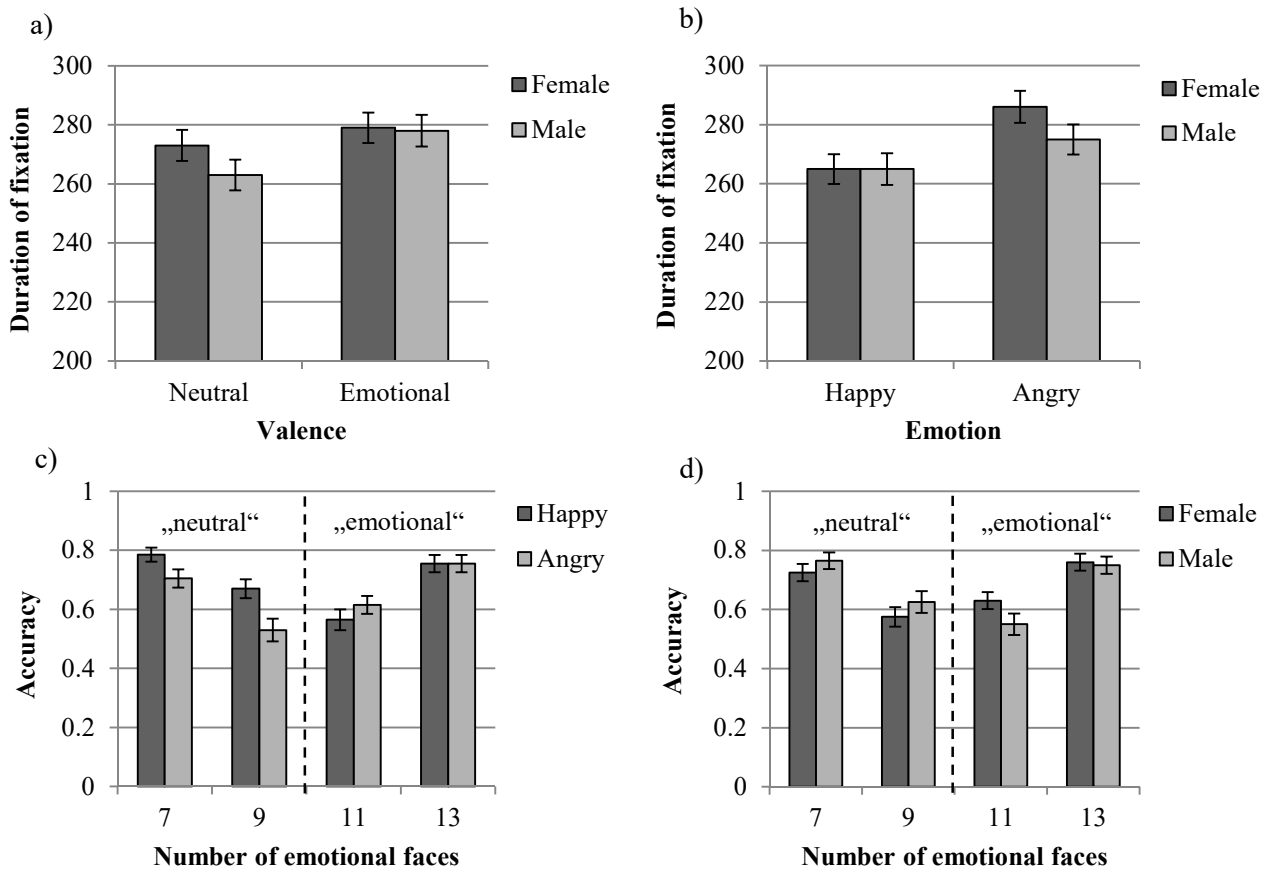 a)
300
280
260
240
220
200
Duration of fixation
Neutral Emotional
Valence
Female
Male
b)
300
280
260
240
220
200
Duration of fixation
Happy Angry
Emotion
Female
Male
c)
1
0.8
0.6
0.4
0.2
0
Accuracy
„neutral“ „emotional“
7 9 11 13
Number of emotional faces
Happy
Angry
d)
1
0.8
0.6
0.4
0.2
0
Accuracy
„neutral“ „emotional“
7 9 11 13
Number of emotional faces
Female
Male